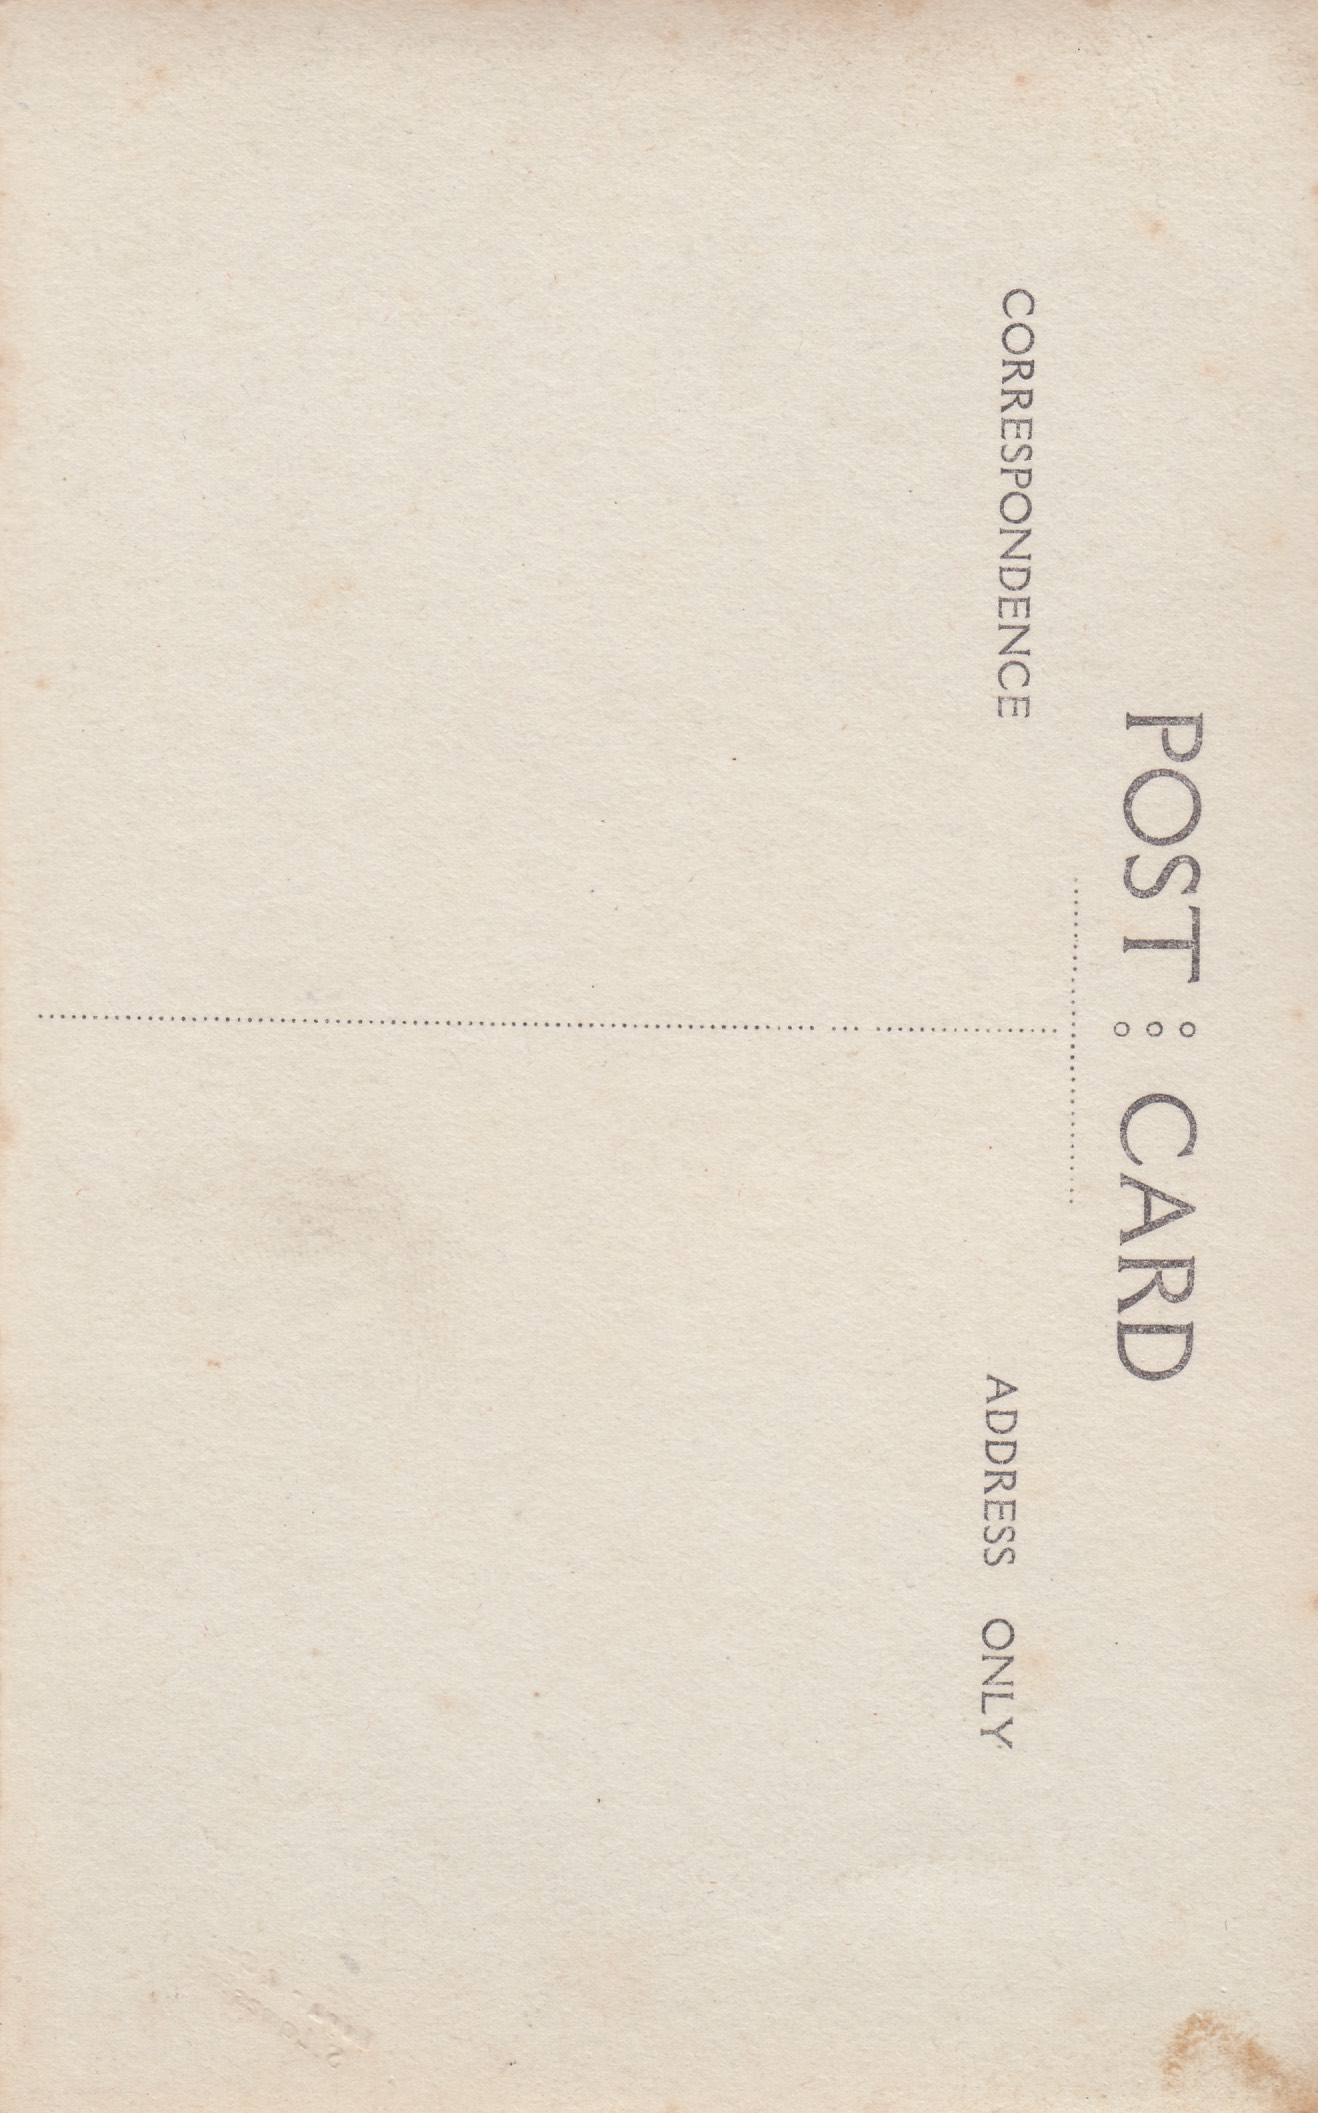 POST ⦂ CARD
CORRESPONDENCE
ADDRESS ONLY